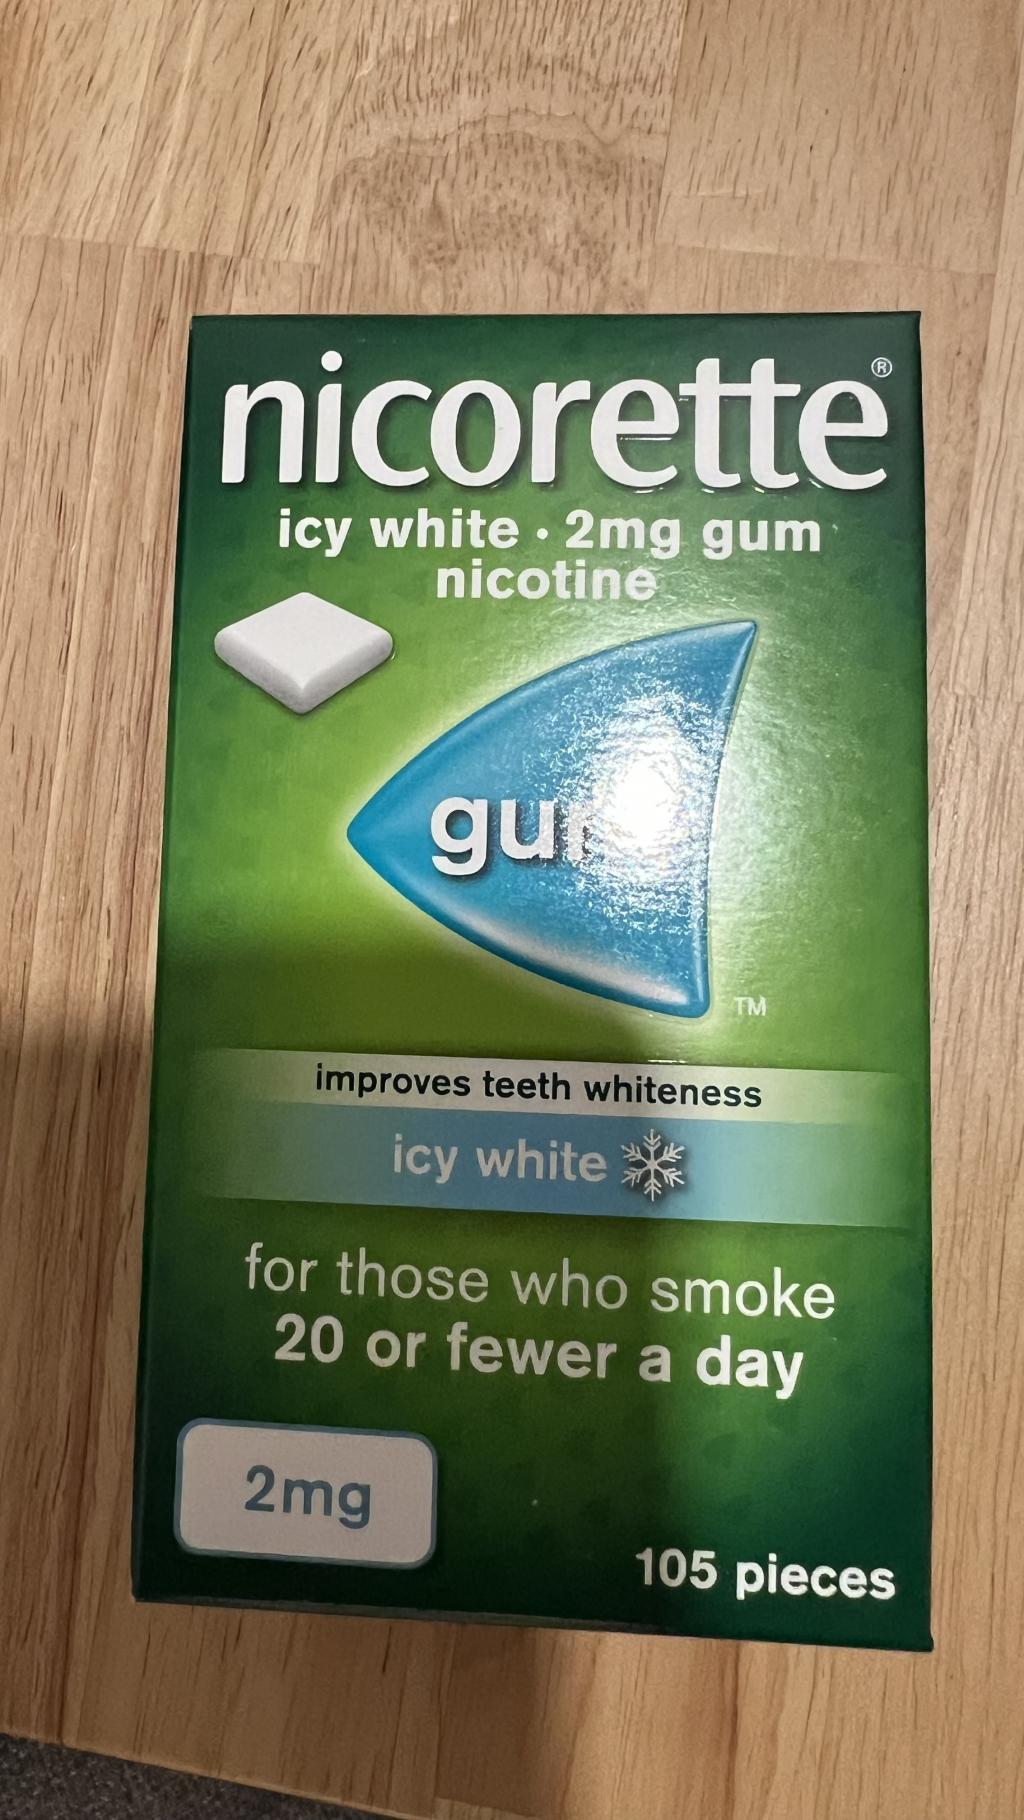 nicorette®
icy white · 2mg gum
nicotine
gum
TM
improves teeth whiteness
icy white
for those who smoke
20 or fewer a day
2mg
105 pieces